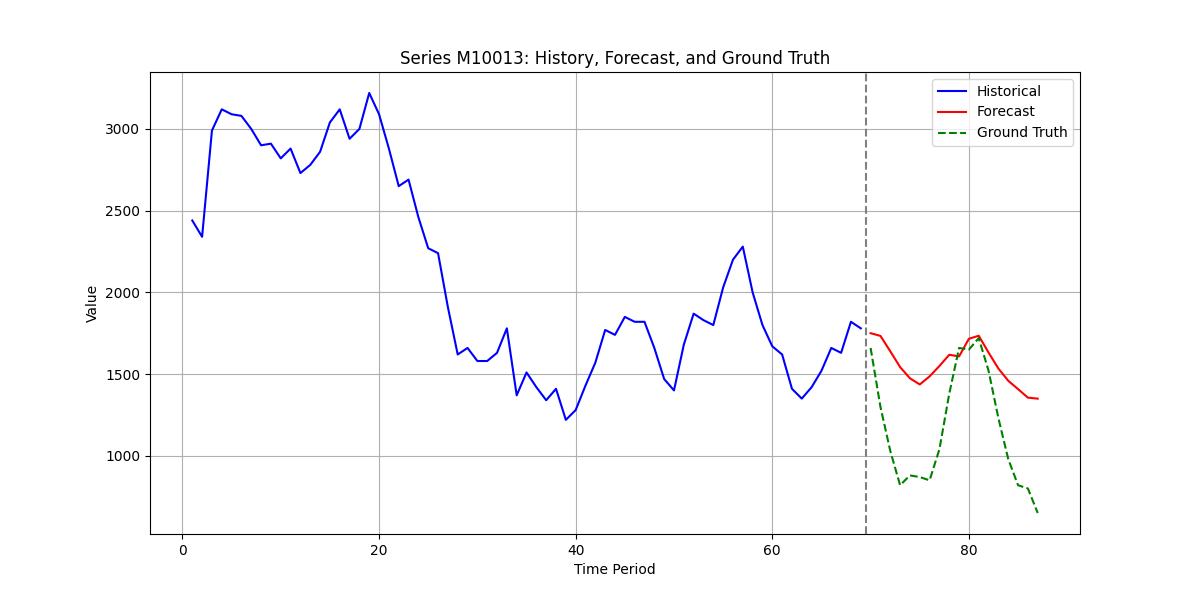 Series M10013: History, Forecast, and Ground Truth
Historical
Forecast
Ground Truth
3000
2500
2000
1500
1000
Value
0 20 40 60 80
Time Period